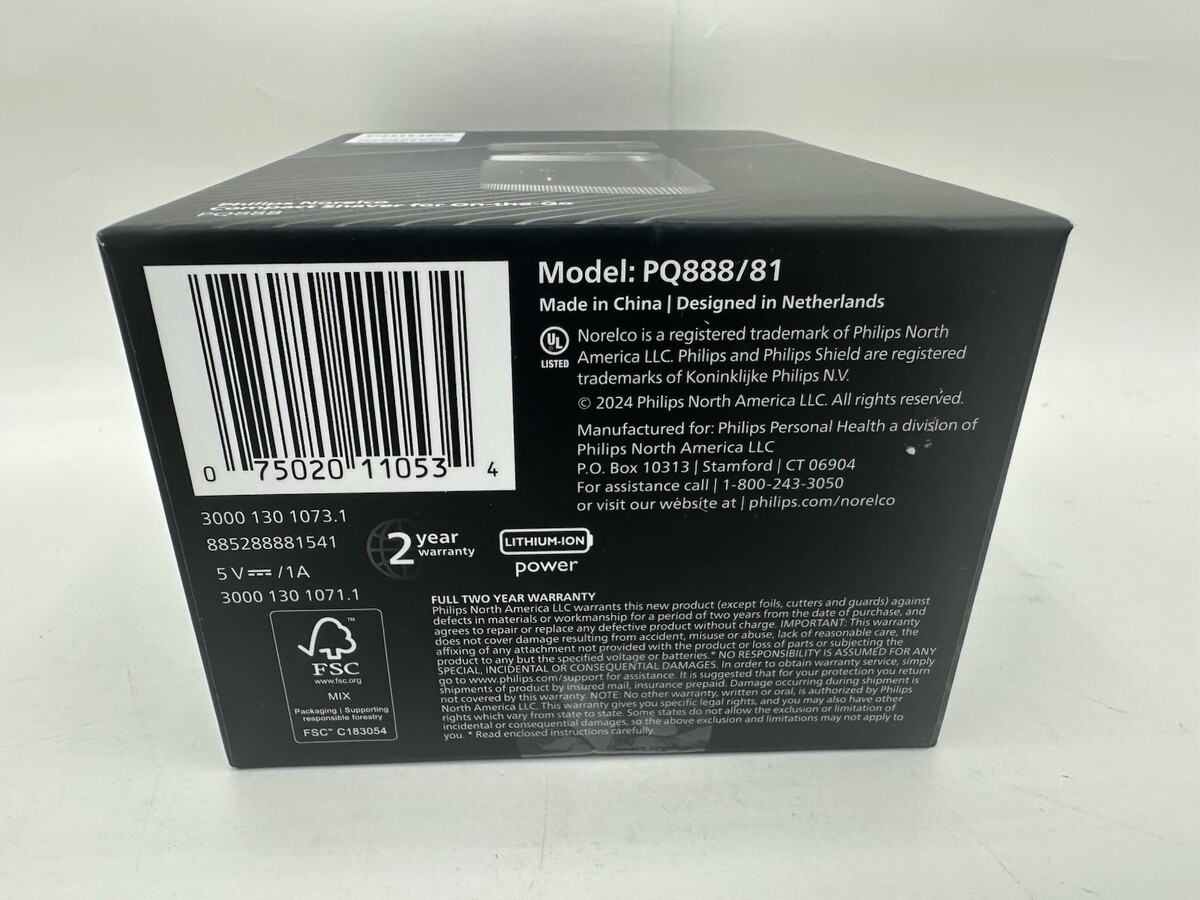 PHILIPS
Philips Norelco
Compact Shaver for On-the-Go
PQ888
0 75020 11053 4
Model: PQ888/81
Made in China | Designed in Netherlands
UL
LISTED
Norelco is a registered trademark of Philips North
America LLC. Philips and Philips Shield are registered
trademarks of Koninklijke Philips N.V.
© 2024 Philips North America LLC. All rights reserved.
Manufactured for: Philips Personal Health a division of
Philips North America LLC
P.O. Box 10313 | Stamford | CT 06904
For assistance call | 1-800-243-3050
or visit our website at | philips.com/norelco
3000 130 1073.1
885288881541
5 V⎓/1A
3000 130 1071.1
2 year
warranty
LITHIUM-ION
power
FSC™
www.fsc.org
MIX
Packaging | Supporting
responsible forestry
FSC™ C183054
FULL TWO YEAR WARRANTY
Philips North America LLC warrants this new product (except foils, cutters and guards) against
defects in materials or workmanship for a period of two years from the date of purchase, and
agrees to repair or replace any defective product without charge. IMPORTANT: This warranty
does not cover damage resulting from accident, misuse or abuse, lack of reasonable care, the
affixing of any attachment not provided with the product or loss of parts or subjecting the
product to any but the specified voltage or batteries.* NO RESPONSIBILITY IS ASSUMED FOR ANY
SPECIAL, INCIDENTAL OR CONSEQUENTIAL DAMAGES. In order to obtain warranty service, simply
go to www.philips.com/support for assistance. It is suggested that for your protection you return
shipments of product by insured mail, insurance prepaid. Damage occurring during shipment is
not covered by this warranty. NOTE: No other warranty, written or oral, is authorized by Philips
North America LLC. This warranty gives you specific legal rights, and you may also have other
rights which vary from state to state. Some states do not allow the exclusion or limitation of
incidental or consequential damages, so the above exclusion and limitations may not apply to
you. * Read enclosed instructions carefully.